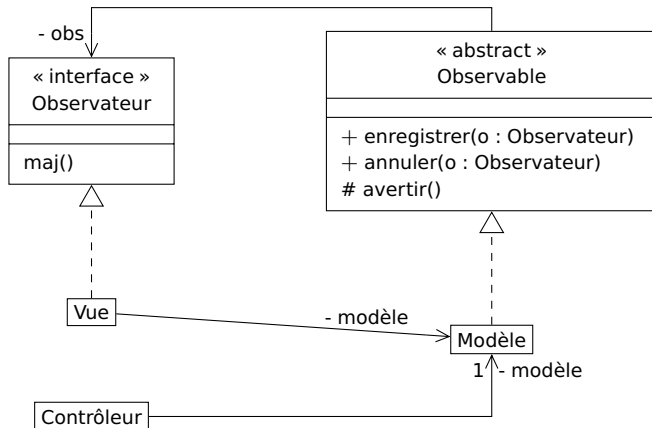 - obs
« interface »
Observateur
maj()
« abstract »
Observable
+ enregistrer(o : Observateur)
+ annuler(o : Observateur)
# avertir()
Vue
- modèle
Modèle
1 - modèle
Contrôleur